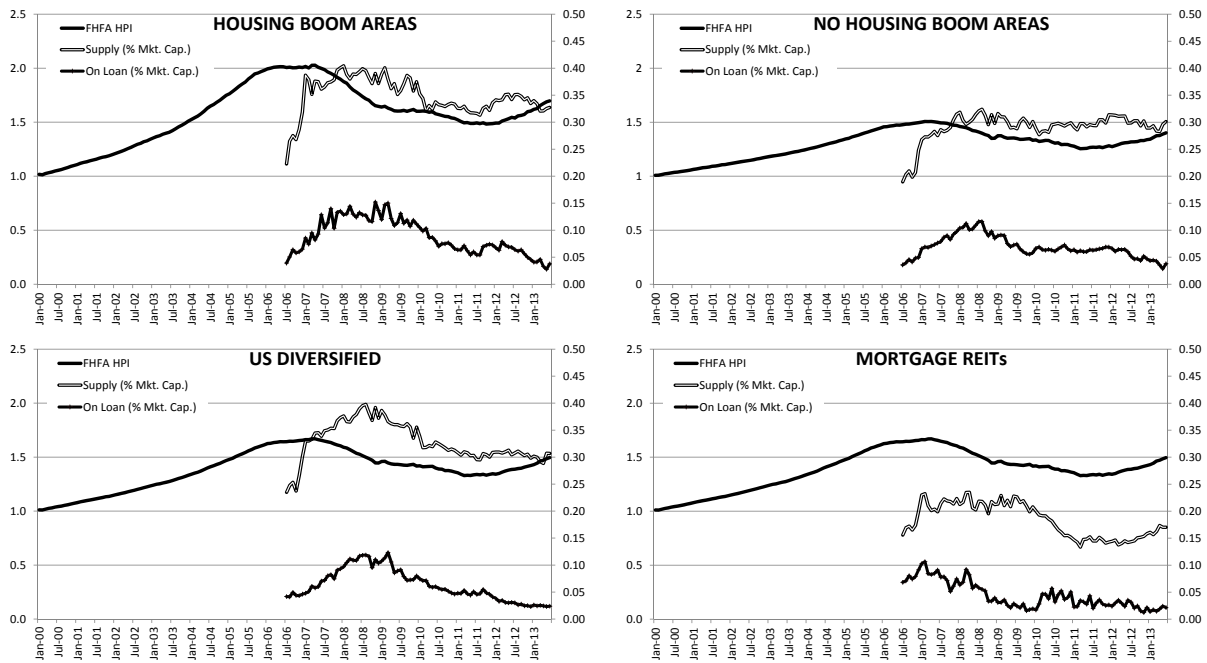 HOUSING BOOM AREAS
FHFA HPI
Supply (% Mkt. Cap.)
On Loan (% Mkt. Cap.)
2.5
2.0
1.5
1.0
0.5
0.0
0.50
0.45
0.40
0.35
0.30
0.25
0.20
0.15
0.10
0.05
0.00
Jan-00
Jul-00
Jan-01
Jul-01
Jan-02
Jul-02
Jan-03
Jul-03
Jan-04
Jul-04
Jan-05
Jul-05
Jan-06
Jul-06
Jan-07
Jul-07
Jan-08
Jul-08
Jan-09
Jul-09
Jan-10
Jul-10
Jan-11
Jul-11
Jan-12
Jul-12
Jan-13
NO HOUSING BOOM AREAS
FHFA HPI
Supply (% Mkt. Cap.)
On Loan (% Mkt. Cap.)
2.5
2
1.5
1
0.5
0
0.50
0.45
0.40
0.35
0.30
0.25
0.20
0.15
0.10
0.05
0.00
Jan-00
Jul-00
Jan-01
Jul-01
Jan-02
Jul-02
Jan-03
Jul-03
Jan-04
Jul-04
Jan-05
Jul-05
Jan-06
Jul-06
Jan-07
Jul-07
Jan-08
Jul-08
Jan-09
Jul-09
Jan-10
Jul-10
Jan-11
Jul-11
Jan-12
Jul-12
Jan-13
US DIVERSIFIED
FHFA HPI
Supply (% Mkt. Cap.)
On Loan (% Mkt. Cap.)
2.5
2.0
1.5
1.0
0.5
0.0
0.50
0.45
0.40
0.35
0.30
0.25
0.20
0.15
0.10
0.05
0.00
Jan-00
Jul-00
Jan-01
Jul-01
Jan-02
Jul-02
Jan-03
Jul-03
Jan-04
Jul-04
Jan-05
Jul-05
Jan-06
Jul-06
Jan-07
Jul-07
Jan-08
Jul-08
Jan-09
Jul-09
Jan-10
Jul-10
Jan-11
Jul-11
Jan-12
Jul-12
Jan-13
MORTGAGE REITs
FHFA HPI
Supply (% Mkt. Cap.)
On Loan (% Mkt. Cap.)
2.5
2.0
1.5
1.0
0.5
0.0
0.50
0.45
0.40
0.35
0.30
0.25
0.20
0.15
0.10
0.05
0.00
Jan-00
Jul-00
Jan-01
Jul-01
Jan-02
Jul-02
Jan-03
Jul-03
Jan-04
Jul-04
Jan-05
Jul-05
Jan-06
Jul-06
Jan-07
Jul-07
Jan-08
Jul-08
Jan-09
Jul-09
Jan-10
Jul-10
Jan-11
Jul-11
Jan-12
Jul-12
Jan-13